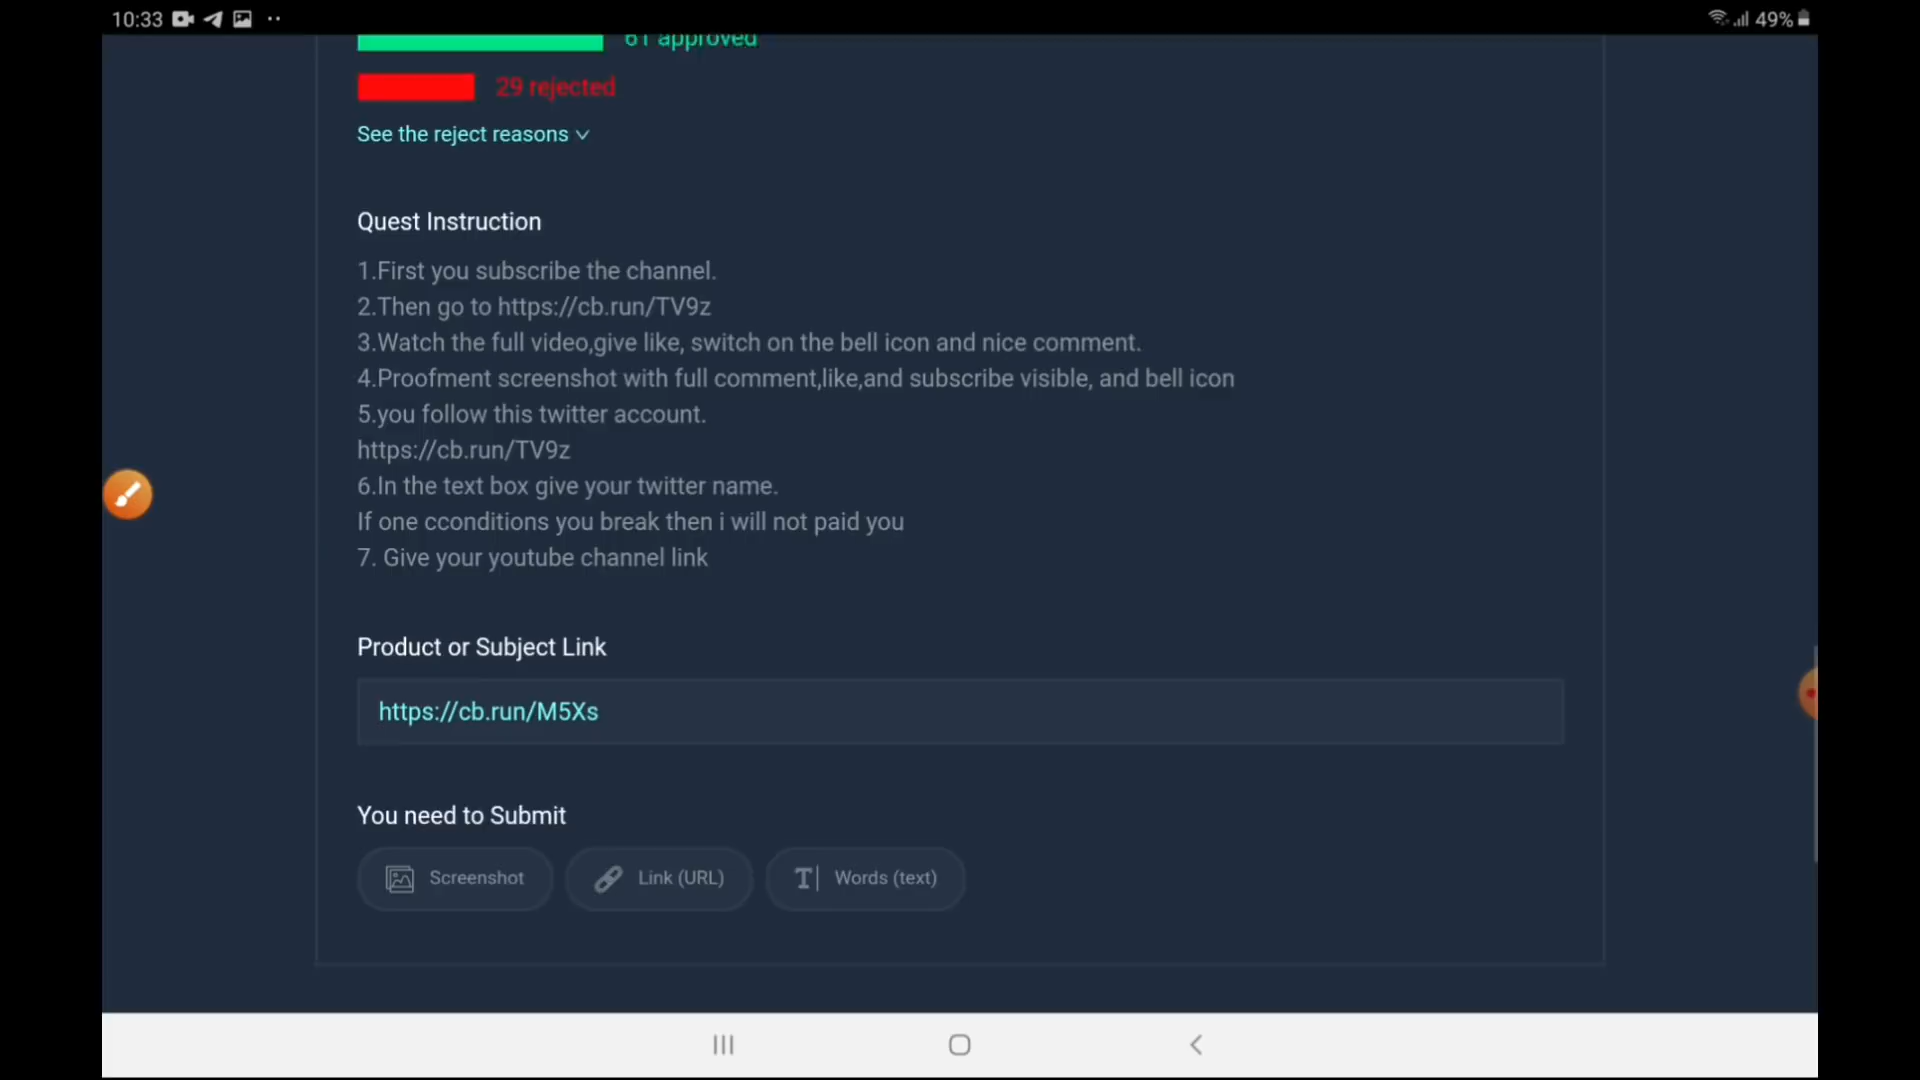 10:33
49%
61 approved
29 rejected
See the reject reasons
Quest Instruction
1.First you subscribe the channel.
2.Then go to https://cb.run/TV9z
3.Watch the full video,give like, switch on the bell icon and nice comment.
4.Proofment screenshot with full comment,like,and subscribe visible, and bell icon
5.you follow this twitter account.
https://cb.run/TV9z
6.In the text box give your twitter name.
If one cconditions you break then i will not paid you
7. Give your youtube channel link
Product or Subject Link
https://cb.run/M5Xs
You need to Submit
Screenshot
Link (URL)
Words (text)